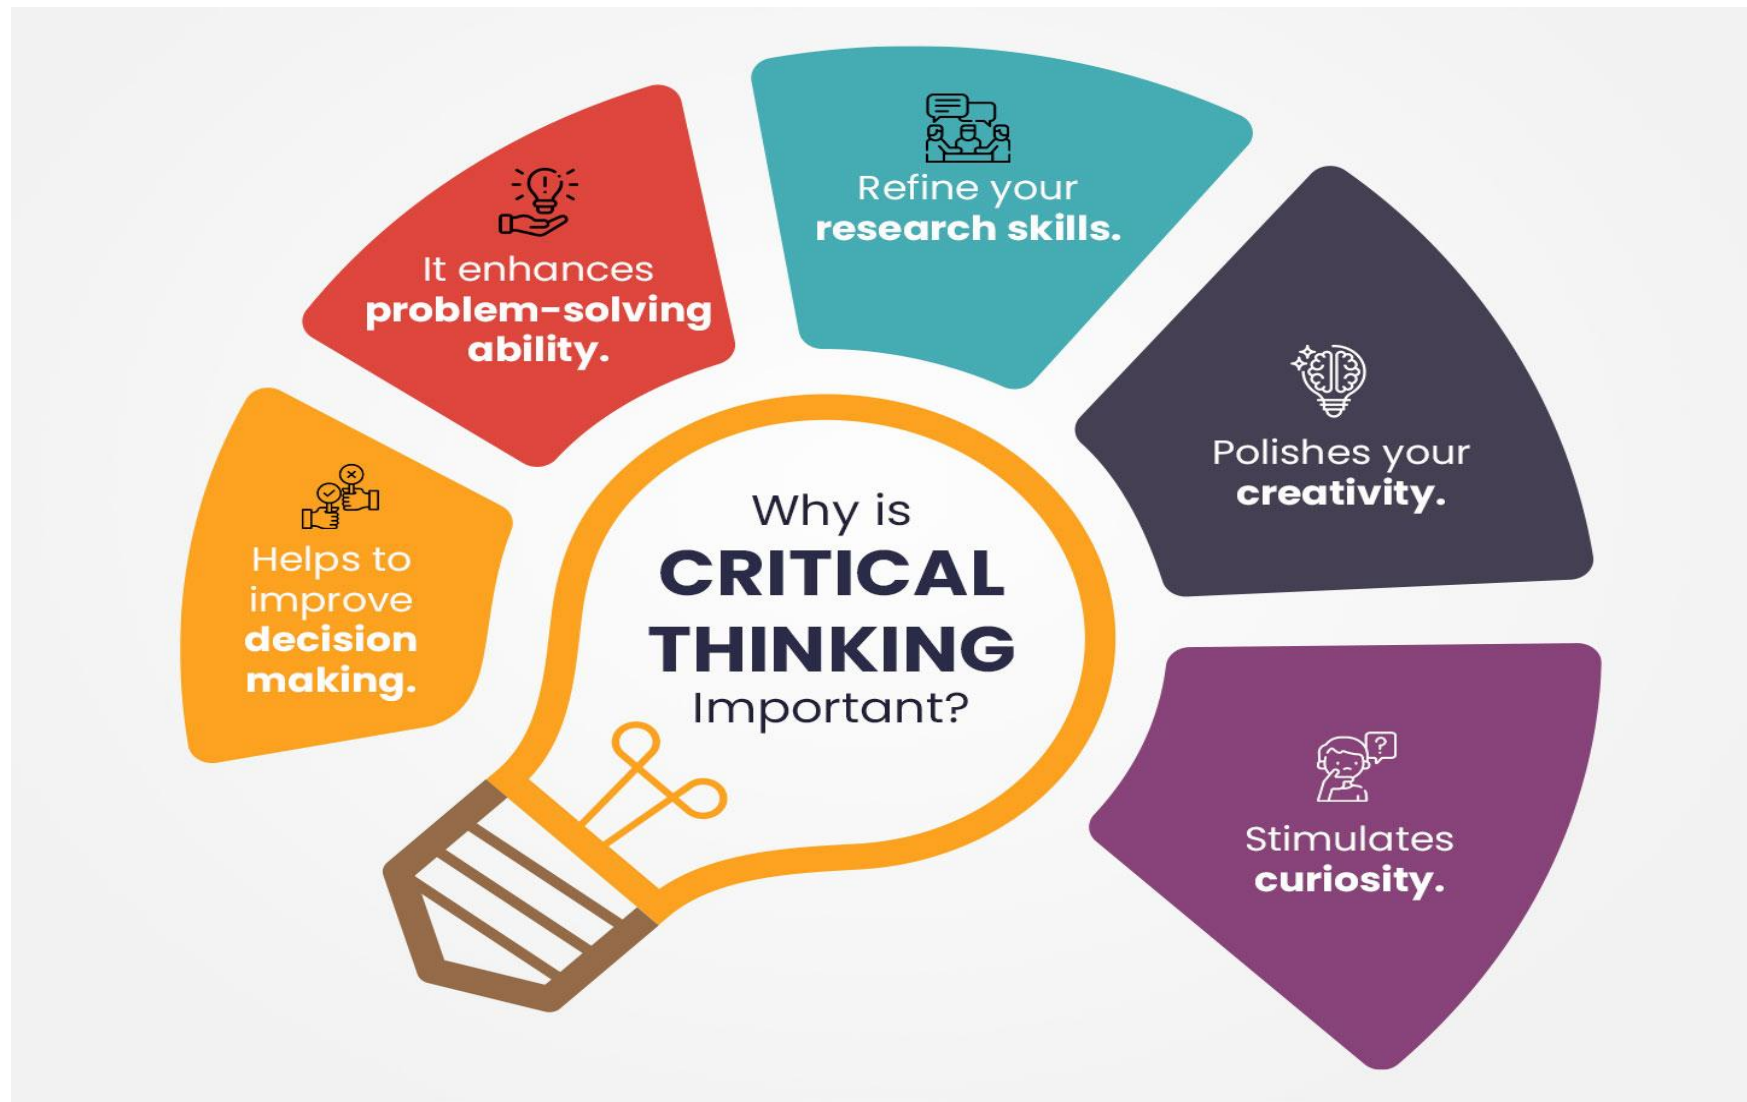 Why is
CRITICAL
THINKING
Important?
Helps to
improve
decision
making.
It enhances
problem-solving
ability.
Refine your
research skills.
Polishes your
creativity.
?
Stimulates
curiosity.